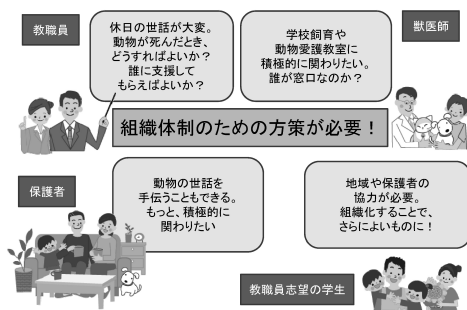 教職員
休日の世話が大変。
動物が死んだとき、
どうすればよいか？
誰に支援して
もらえばよいか？
学校飼育や
動物愛護教室に
積極的に関わりたい。
誰が窓口なのか？
獣医師
組織体制のための方策が必要！
保護者
動物の世話を
手伝うこともできる。
もっと、積極的に
関わりたい
地域や保護者の
協力が必要。
組織化することで、
さらによいものに！
教職員志望の学生